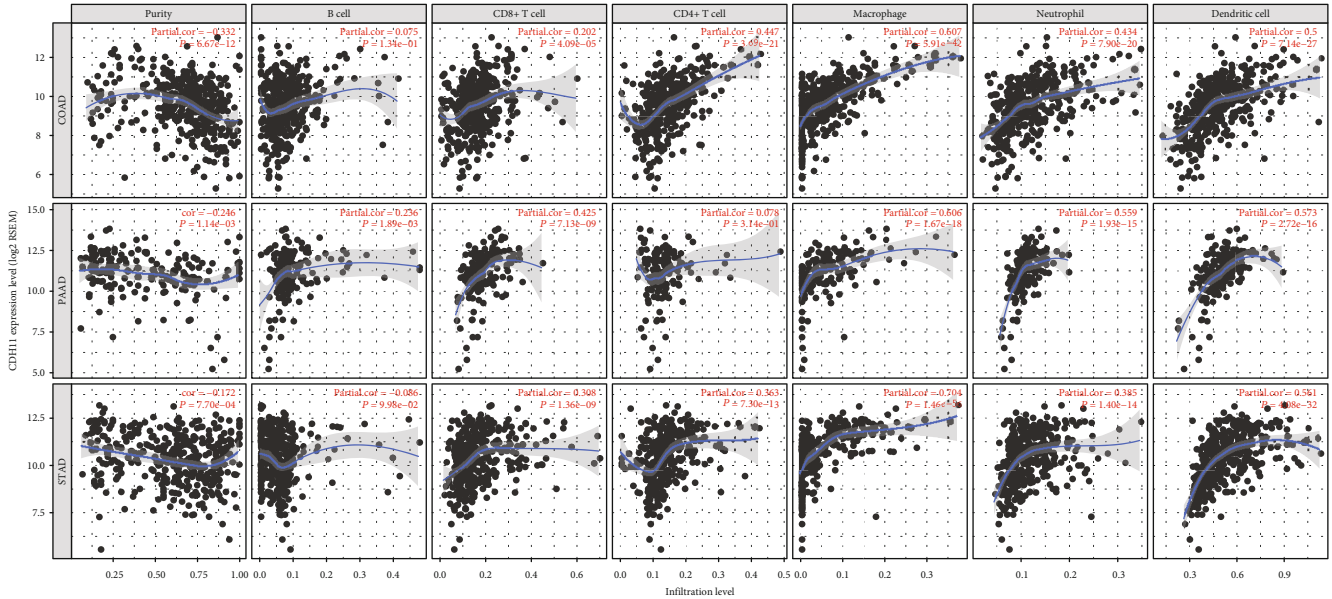 Purity
B cell
CD8+ T cell
CD4+ T cell
Macrophage
Neutrophil
Dendritic cell
CDH11 expression level (log2 RSEM)
COAD
12
10
8
6
Partial.cor = −0.332
P = 6.67e−12
Partial.cor = 0.075
P = 1.34e−01
Partial.cor = 0.202
P = 4.09e−05
Partial.cor = 0.447
Partial.cor = 0.607
Partial.cor = 0.434
P = 7.90e−20
Partial.cor = 0.5
P = 7.14e−27
PAAD
15.0
12.5
10.0
7.5
5.0
cor = −0.246
P = 1.14e−03
Partial.cor = 0.236
P = 1.89e−03
Partial.cor = 0.425
P = 7.13e−09
Partial.cor = 0.078
P = 3.14e−01
Partial.cor = 0.606
P = 1.67e−18
Partial.cor = 0.559
P = 1.93e−15
Partial.cor = 0.573
P = 2.72e−16
STAD
12.5
10.0
7.5
cor = −0.172
P = 7.70e−04
Partial.cor = −0.086
P = 9.98e−02
Partial.cor = 0.308
P = 1.36e−09
Partial.cor = 0.363
P = 7.30e−13
Partial.cor = 0.704
Partial.cor = 0.385
P = 1.40e−14
Partial.cor = 0.561
0.25 0.50 0.75 1.00
0.0 0.1 0.2 0.3 0.4
0.0 0.2 0.4 0.6
0.0 0.1 0.2 0.3 0.4 0.5
0.0 0.1 0.2 0.3
0.1 0.2 0.3
0.3 0.6 0.9
Infiltration level